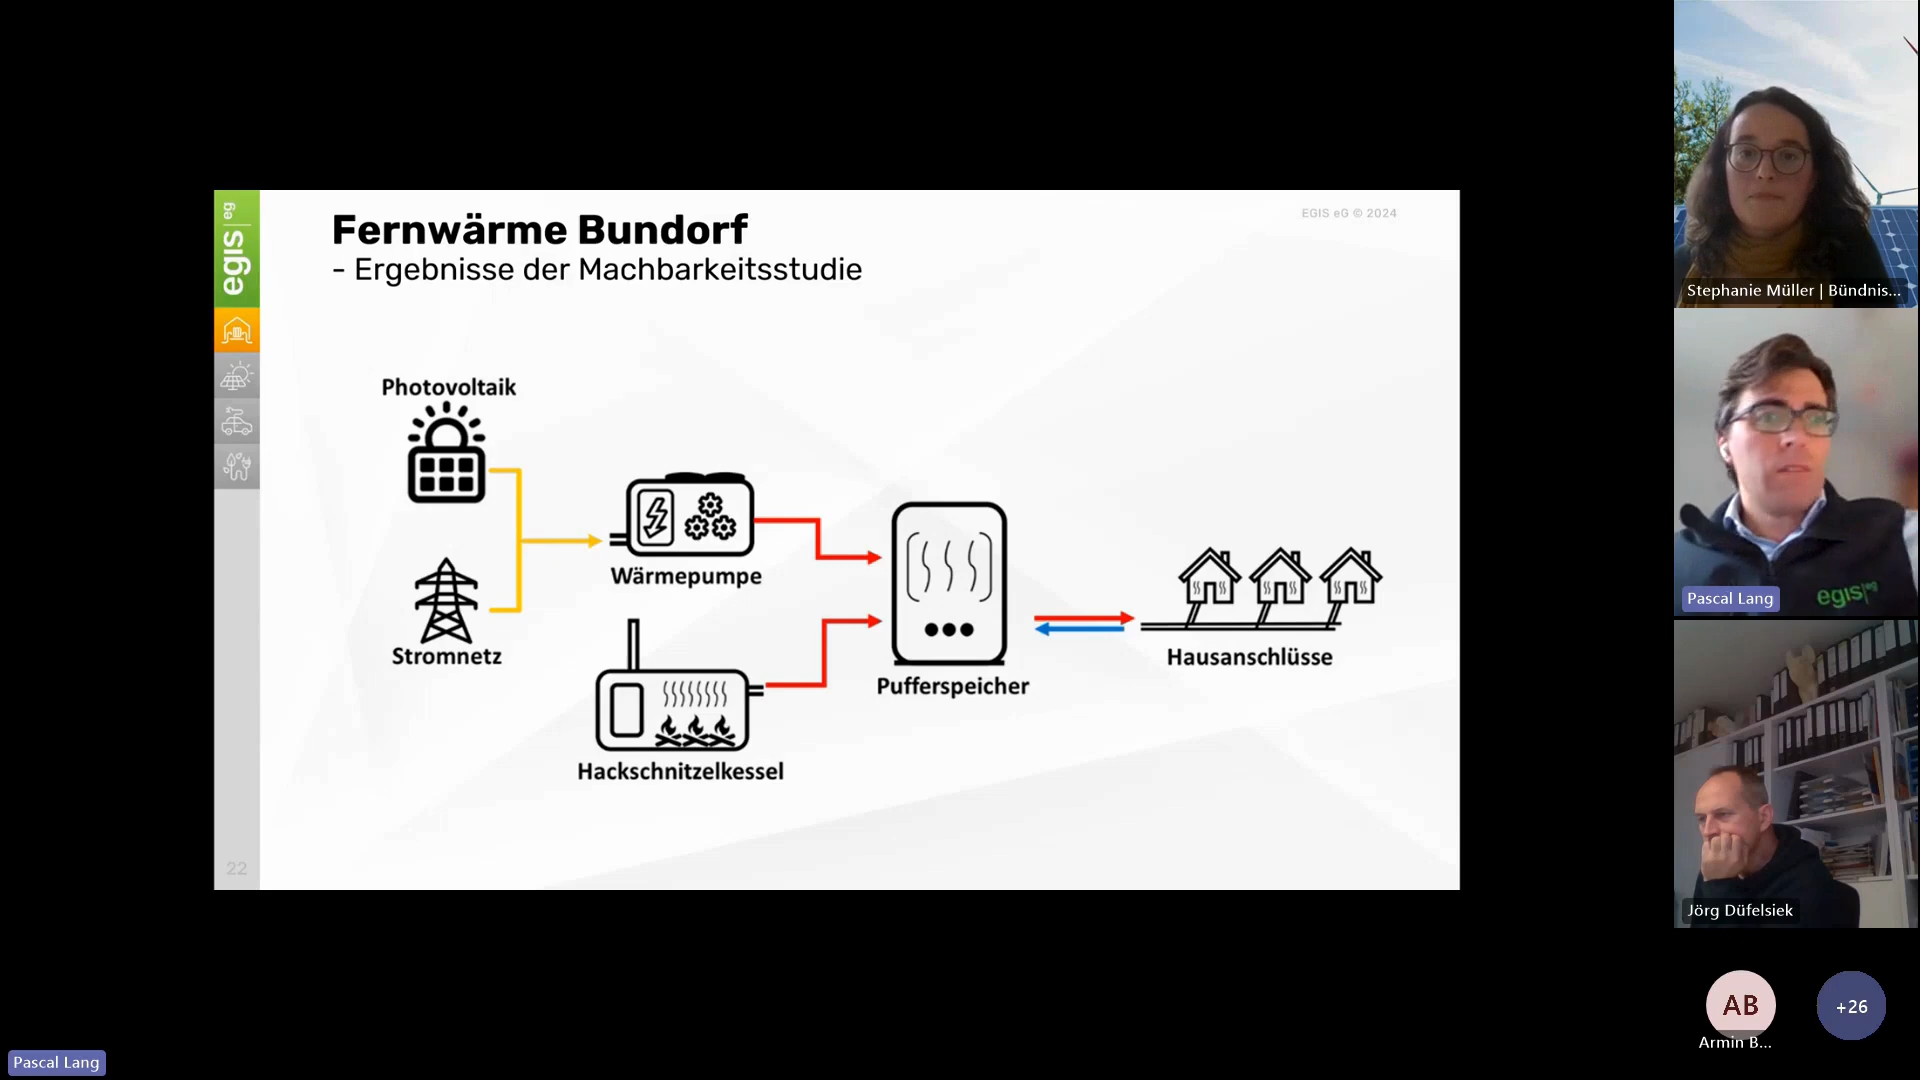 egis eg
Fernwärme Bundorf
- Ergebnisse der Machbarkeitsstudie
EGIS eG © 2024
Photovoltaik
Stromnetz
Wärmepumpe
Hackschnitzelkessel
Pufferspeicher
Hausanschlüsse
22
Stephanie Müller | Bündnis...
egis eg
Pascal Lang
Jörg Düfelsiek
AB
Armin B...
+26
Pascal Lang